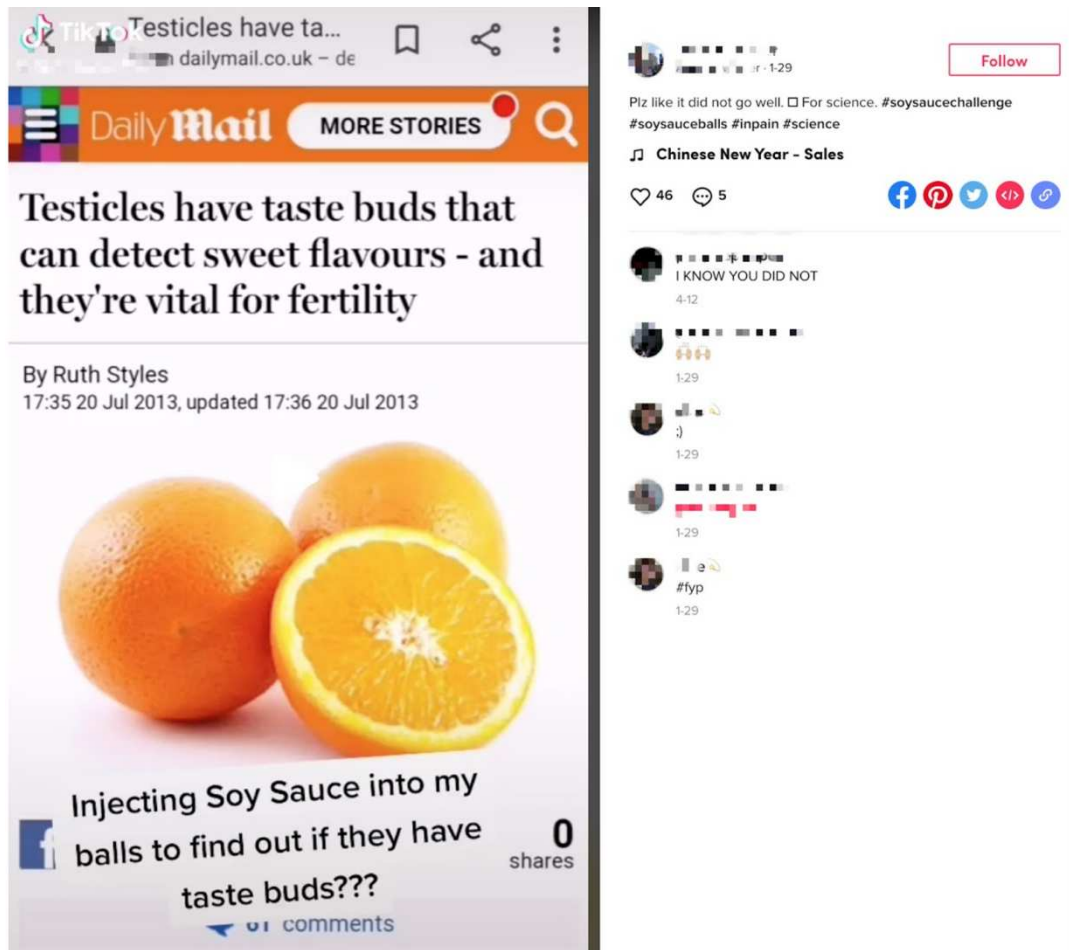 TikTok
Testicles have ta...
dailymail.co.uk – de
Daily Mail
MORE STORIES
Testicles have taste buds that
can detect sweet flavours - and
they're vital for fertility
By Ruth Styles
17:35 20 Jul 2013, updated 17:36 20 Jul 2013
Injecting Soy Sauce into my
balls to find out if they have
taste buds???
f
0
shares
61 comments
1-29
Follow
Plz like it did not go well. □ For science. #soysaucechallenge
#soysauceballs #inpain #science
Chinese New Year - Sales
46
5
I KNOW YOU DID NOT
4-12
1-29
;)
1-29
1-29
#fyp
1-29